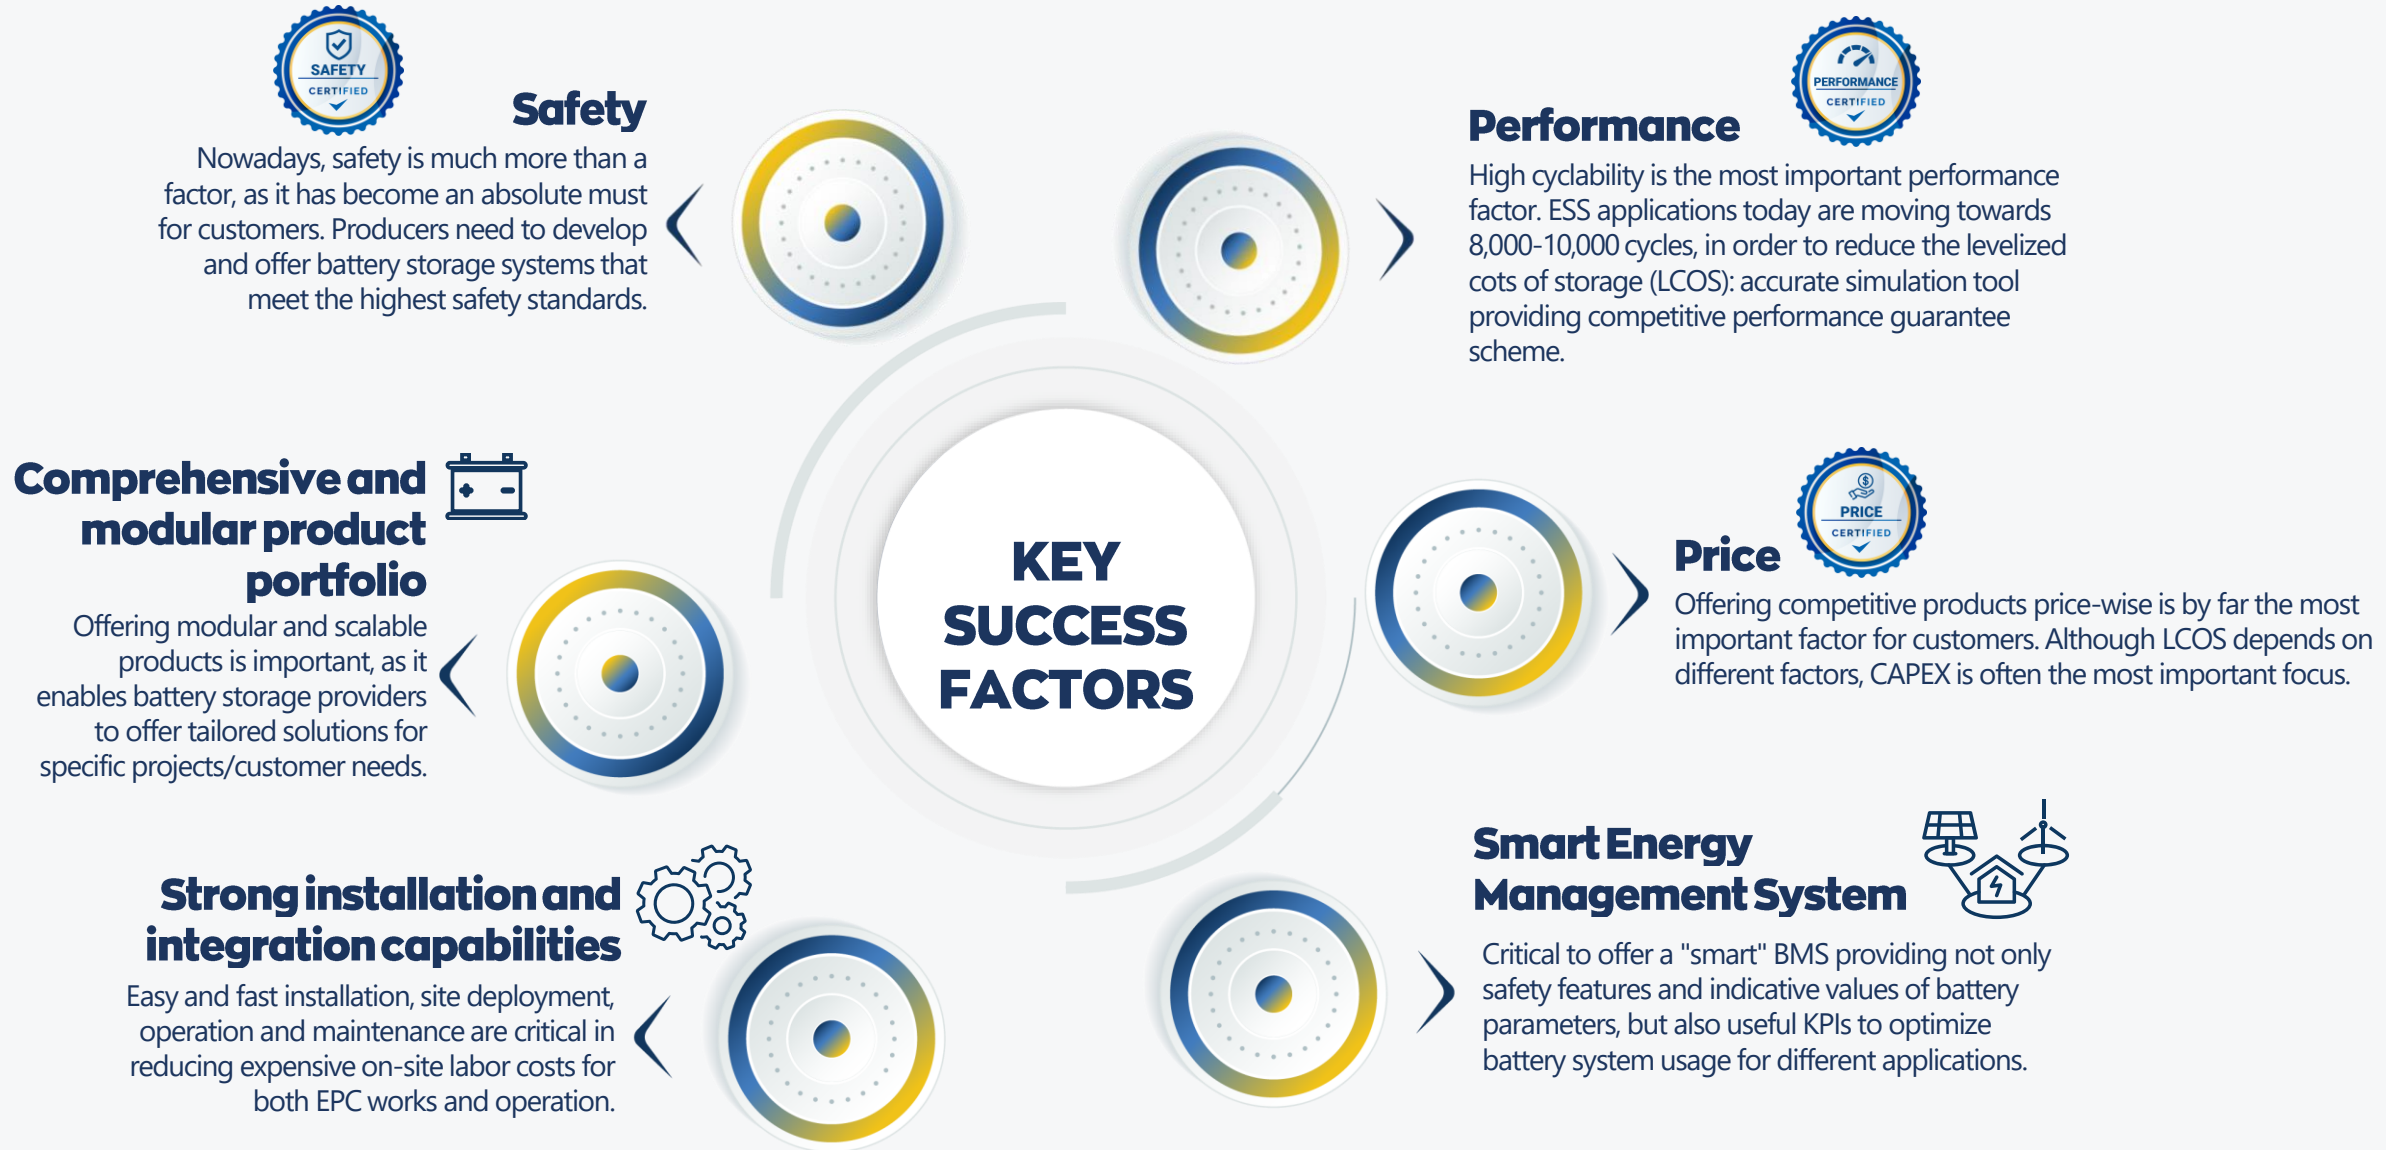 SAFETY
CERTIFIED
Safety
Nowadays, safety is much more than a
factor, as it has become an absolute must
for customers. Producers need to develop
and offer battery storage systems that
meet the highest safety standards.
PERFORMANCE
CERTIFIED
Performance
High cyclability is the most important performance
factor. ESS applications today are moving towards
8,000-10,000 cycles, in order to reduce the levelized
cots of storage (LCOS): accurate simulation tool
providing competitive performance guarantee
scheme.
Comprehensive and
modular product
portfolio
Offering modular and scalable
products is important, as it
enables battery storage providers
to offer tailored solutions for
specific projects/customer needs.
KEY
SUCCESS
FACTORS
PRICE
CERTIFIED
Price
Offering competitive products price-wise is by far the most
important factor for customers. Although LCOS depends on
different factors, CAPEX is often the most important focus.
Strong installation and
integration capabilities
Easy and fast installation, site deployment,
operation and maintenance are critical in
reducing expensive on-site labor costs for
both EPC works and operation.
Smart Energy
Management System
Critical to offer a "smart" BMS providing not only
safety features and indicative values of battery
parameters, but also useful KPIs to optimize
battery system usage for different applications.